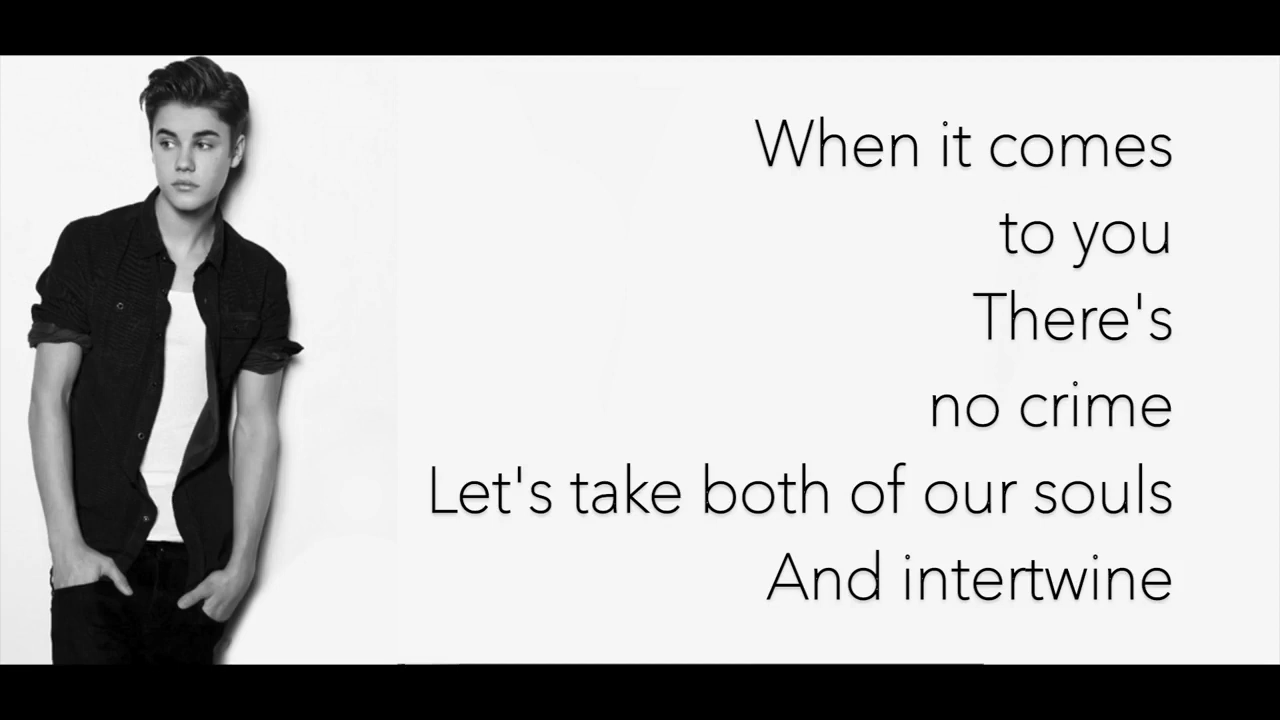 When it comes
to you
There's
no crime
Let's take both of our souls
And intertwine